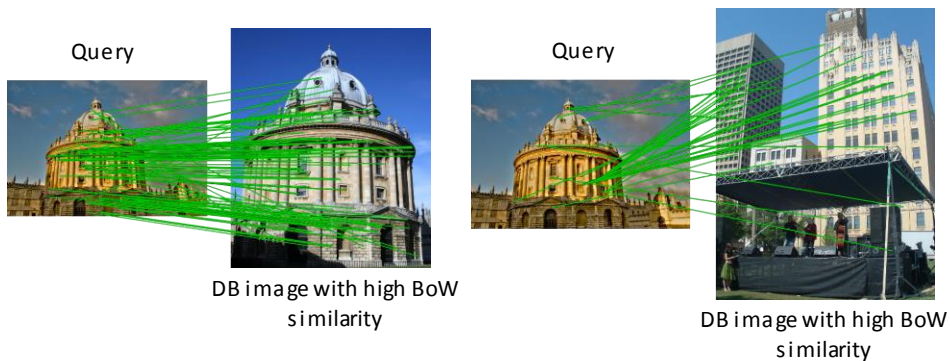 Query
DB image with high BoW
similarity
Query
DB image with high BoW
similarity